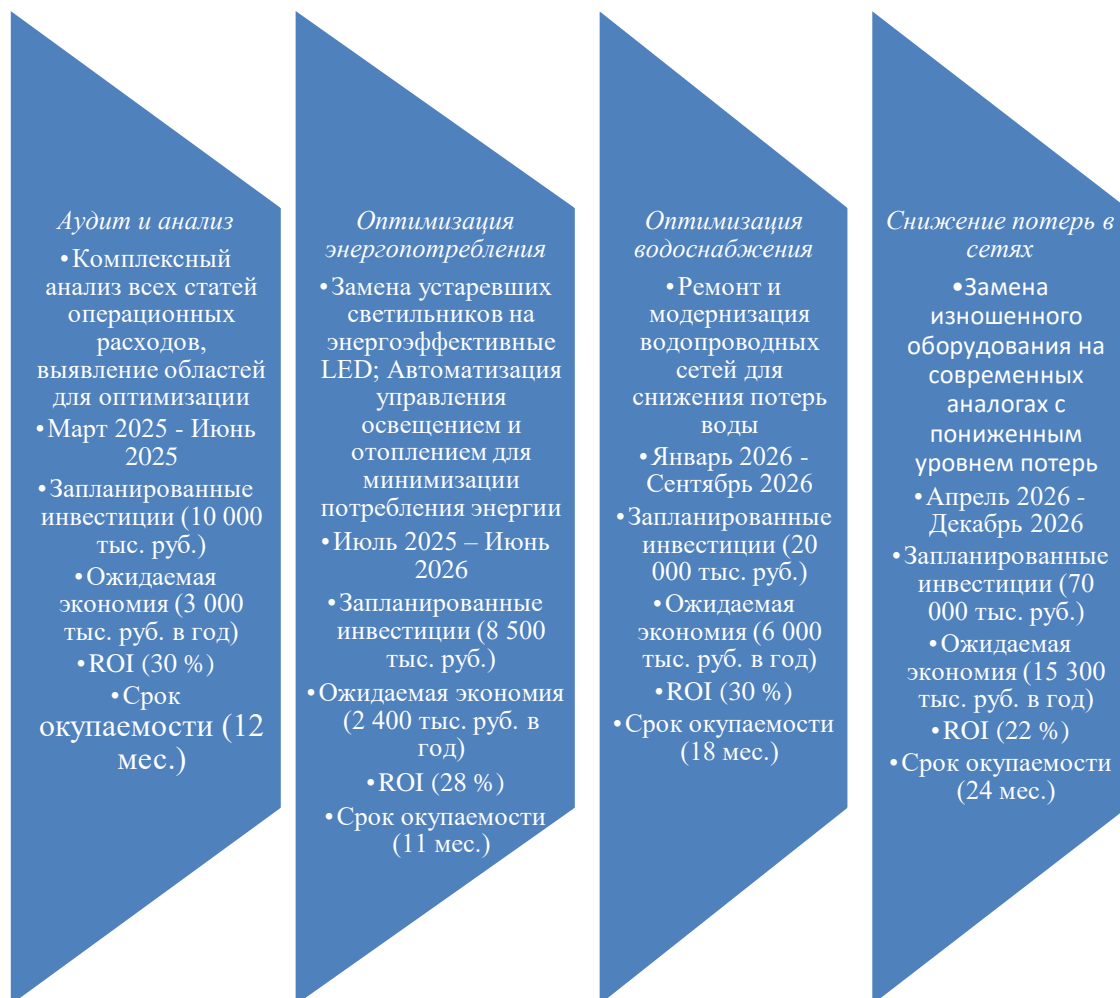 Аудит и анализ
•Комплексный
анализ всех статей
операционных
расходов,
выявление областей
для оптимизации
•Март 2025 - Июнь
2025
•Запланированные
инвестиции (10 000
тыс. руб.)
•Ожидаемая
экономия (3 000
тыс. руб. в год)
•ROI (30 %)
•Срок
окупаемости (12
мес.)
Оптимизация
энергопотребления
•Замена устаревших
светильников на
энергоэффективные
LED; Автоматизация
управления
освещением и
отоплением для
минимизации
потребления энергии
•Июль 2025 – Июнь
2026
•Запланированные
инвестиции (8 500
тыс. руб.)
•Ожидаемая экономия
(2 400 тыс. руб. в
год)
•ROI (28 %)
•Срок окупаемости
(11 мес.)
Оптимизация
водоснабжения
•Ремонт и
модернизация
водопроводных
сетей для
снижения потерь
воды
•Январь 2026 -
Сентябрь 2026
•Запланированные
инвестиции (20
000 тыс. руб.)
•Ожидаемая
экономия (6 000
тыс. руб. в год)
•ROI (30 %)
•Срок окупаемости
(18 мес.)
Снижение потерь в
сетях
•Замена
изношенного
оборудования на
современных
аналогах с
пониженным
уровнем потерь
•Апрель 2026 -
Декабрь 2026
•Запланированные
инвестиции (70
000 тыс. руб.)
•Ожидаемая
экономия (15 300
тыс. руб. в год)
•ROI (22 %)
•Срок окупаемости
(24 мес.)